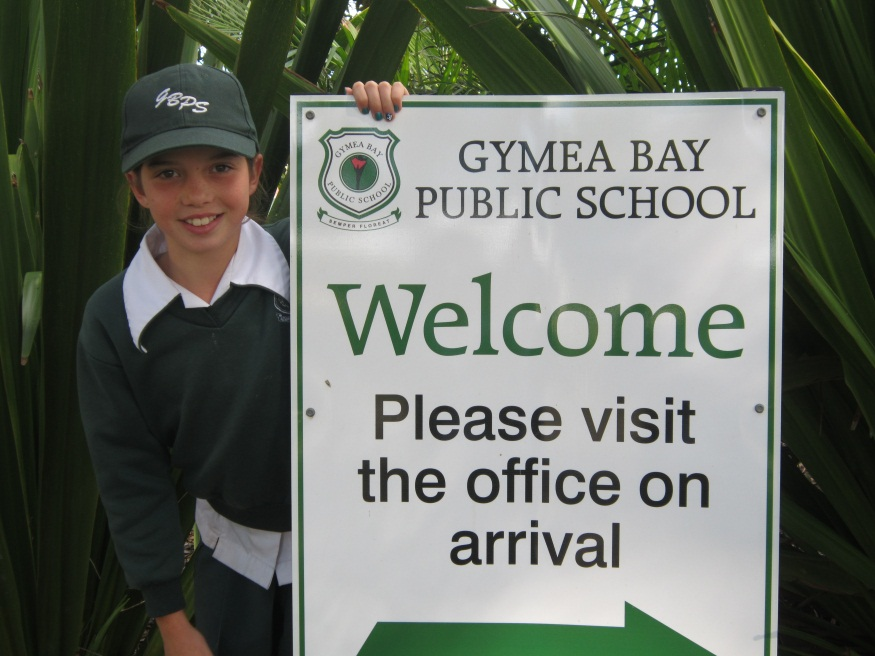 GBPS
GYMEA BAY
PUBLIC SCHOOL
SEMPER FLOREAT
GYMEA BAY
PUBLIC SCHOOL
Welcome
Please visit
the office on
arrival